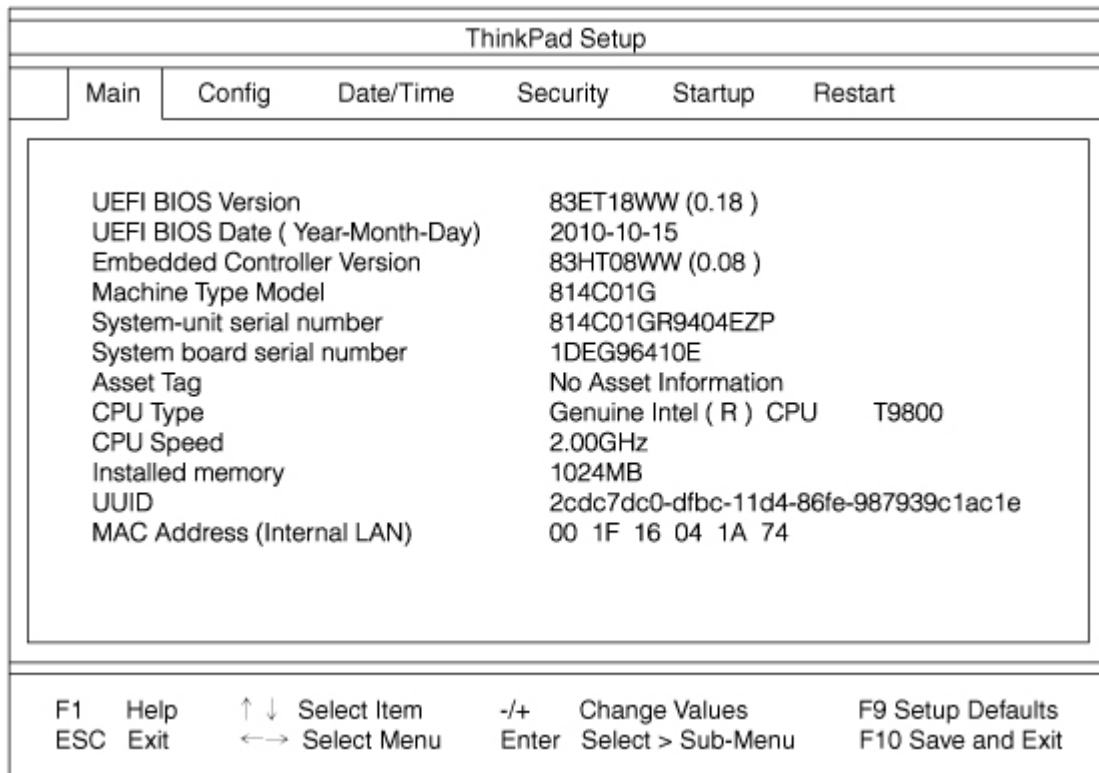 ThinkPad Setup
Main Config Date/Time Security Startup Restart
UEFI BIOS Version 83ET18WW (0.18 )
UEFI BIOS Date ( Year-Month-Day) 2010-10-15
Embedded Controller Version 83HT08WW (0.08 )
Machine Type Model 814C01G
System-unit serial number 814C01GR9404EZP
System board serial number 1DEG96410E
Asset Tag No Asset Information
CPU Type Genuine Intel ( R ) CPU T9800
CPU Speed 2.00GHz
Installed memory 1024MB
UUID 2cdc7dc0-dfbc-11d4-86fe-987939c1ac1e
MAC Address (Internal LAN) 00 1F 16 04 1A 74
F1 Help ↑ ↓ Select Item -/+ Change Values F9 Setup Defaults
ESC Exit ←→ Select Menu Enter Select > Sub-Menu F10 Save and Exit